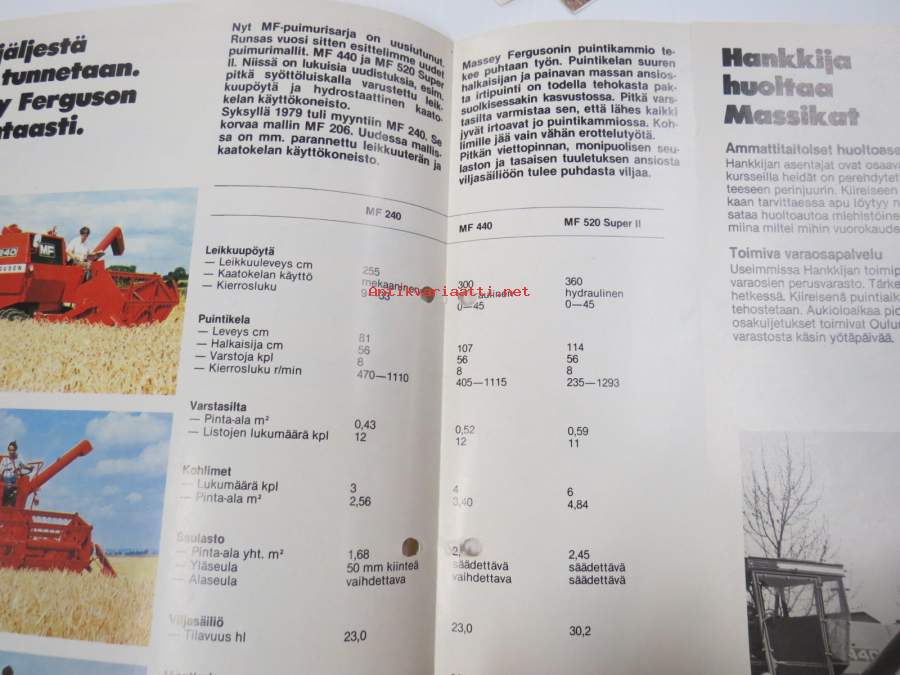 jäljestä
tunnetaan.
y Ferguson
ntaasti.
Nyt MF-puimurisarja on uusiutunut.
Runsas vuosi sitten esittelimme uudet
puimurimallit. MF 440 ja MF 520 Super
II. Niissä on lukuisia uudistuksia, esim.
pitkä syöttöluiskalla varustettu leik-
kuupöytä ja hydrostaattinen kaato-
kelan käyttökoneisto.
Syksyllä 1979 tuli myyntiin MF 240. Se
korvaa mallin MF 206. Uudessa mallis-
sa on mm. parannettu leikkuuterän ja
kaatokelan käyttökoneisto.
Massey Fergusonin puintikammio te-
kee puhtaan työn. Puintikelan suuren
halkaisijan ja painavan massan ansios-
ta irtipuinti on todella tehokasta pak-
suolkisessakin kasvustossa. Pitkä vars-
tasilta varmistaa sen, että lähes kaikki
jyvät irtoavat jo puintikammiossa. Koh-
limille jää vain vähän erottelutyötä.
Pitkän viettopinnan, monipuolisen seu-
laston ja tasaisen tuuletuksen ansiosta
viljasäiliöön tulee puhdasta viljaa.
MF 240 MF 440 MF 520 Super II
Leikkuupöytä
— Leikkuuleveys cm 255 300 360
— Kaatokelan käyttö mekaaninen hydraulinen
— Kierrosluku 0—45 0—45
Puintikela
— Leveys cm 81 107 114
— Halkaisija cm 56 56 56
— Varstoja kpl 8 8 8
— Kierrosluku r/min 470—1110 405—1115 235—1293
Varstasilta
— Pinta-ala m² 0,43 0,52 0,59
— Listojen lukumäärä kpl 12 12 11
Kohlimet
— Lukumäärä kpl 3 4 6
— Pinta-ala m² 2,56 3,40 4,84
Seulasto
— Pinta-ala yht. m² 1,68 2,45
— Yläseula 50 mm kiinteä säädettävä säädettävä
— Alaseula vaihdettava vaihdettava säädettävä
Viljasäiliö
— Tilavuus hl 23,0 23,0 30,2
Hankkija
huoltaa
Massikat
Ammattitaitoiset huoltoase
Hankkijan asentajat ovat osaav
kursseilla heidät on perehdytet
teeseen perinjuurin. Kiireiseen
kaan tarvittaessa apu löytyy n
sataa huoltoautoa miehistöine
miina miltei mihin vuorokaude
Toimiva varaosapalvelu
Useimmissa Hankkijan toimip
varaosien perusvarasto. Tärke
hetkessä. Kiireisenä puintiaik
tehostetaan. Aukioloaikaa pid
osakuljetukset toimivat Oulun
varastosta käsin yötäpäivää.
antikvariaatti.net
240
MF
440